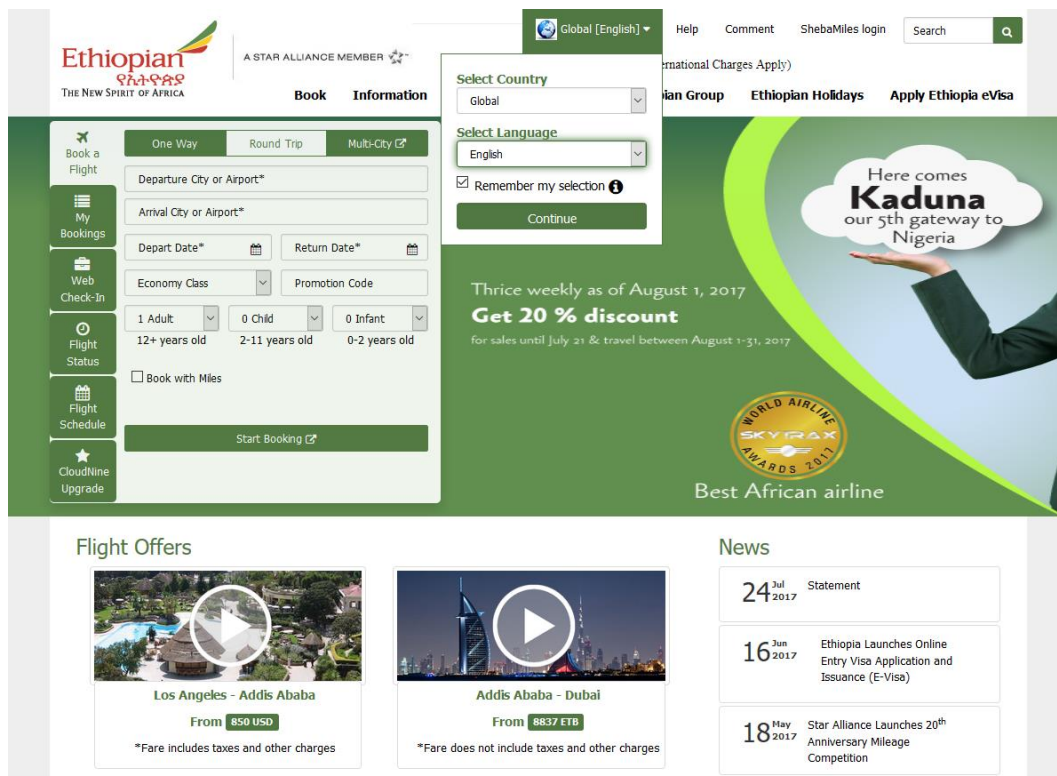 Global [English]
Help
Comment
ShebaMiles login
Search
Ethiopian
የኢትዮጵያ
THE NEW SPIRIT OF AFRICA
A STAR ALLIANCE MEMBER
Charges Apply)
Book
Information
Group
Ethiopian Holidays
Apply Ethiopia eVisa
Select Country
Global
Select Language
English
Remember my selection
Continue
Book a
Flight
My
Bookings
Web
Check-In
Flight
Status
Flight
Schedule
CloudNine
Upgrade
One Way
Round Trip
Multi-City
Departure City or Airport*
Arrival City or Airport*
Depart Date*
Return Date*
Economy Class
Promotion Code
1 Adult
0 Child
0 Infant
12+ years old
2-11 years old
0-2 years old
Book with Miles
Start Booking
Here comes
Kaduna
our 5th gateway to
Nigeria
Thrice weekly as of August 1, 2017
Get 20 % discount
for sales until July 21 & travel between August 1-31, 2017
WORLD AIRLINE
SKYTRAX
AWARDS 2017
Best African airline
Flight Offers
Los Angeles - Addis Ababa
From 850 USD
*Fare includes taxes and other charges
Addis Ababa - Dubai
From 8837 ETB
*Fare does not include taxes and other charges
News
24 Jul 2017
Statement
16 Jun 2017
Ethiopia Launches Online
Entry Visa Application and
Issuance (E-Visa)
18 May 2017
Star Alliance Launches 20th
Anniversary Mileage
Competition